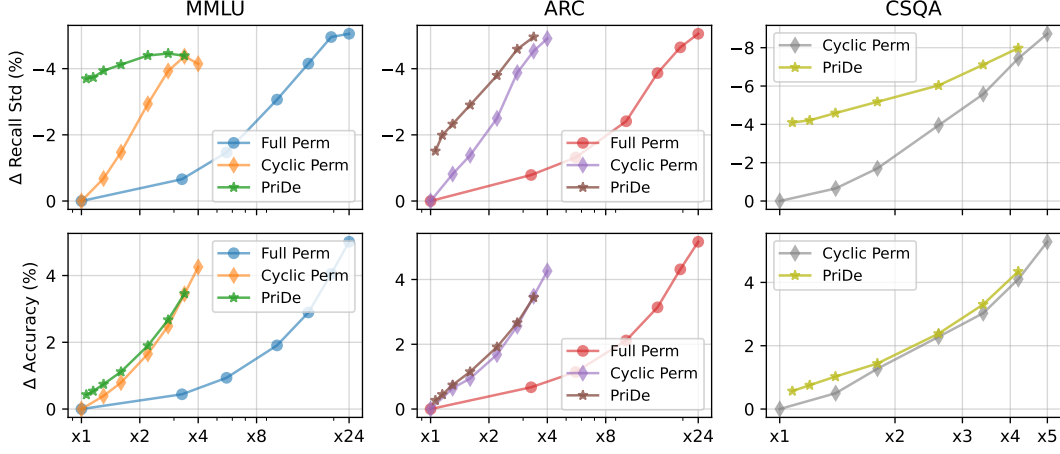 MMLU
ARC
CSQA
Δ Recall Std (%)
−4
−2
0
Full Perm
Cyclic Perm
PriDe
−4
−2
0
Full Perm
Cyclic Perm
PriDe
−8
−6
−4
−2
0
Cyclic Perm
PriDe
Δ Accuracy (%)
4
2
0
Full Perm
Cyclic Perm
PriDe
x1
x2
x4
x8
x24
4
2
0
Full Perm
Cyclic Perm
PriDe
x1
x2
x4
x8
x24
4
2
0
Cyclic Perm
PriDe
x1
x2
x3
x4
x5